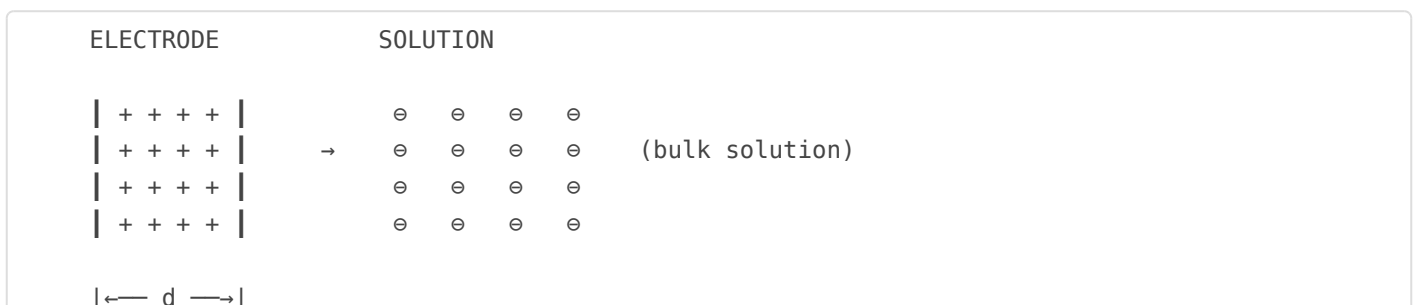 ELECTRODE SOLUTION
┃ + + + + ┃ ⊖ ⊖ ⊖ ⊖
┃ + + + + ┃ → ⊖ ⊖ ⊖ ⊖ (bulk solution)
┃ + + + + ┃ ⊖ ⊖ ⊖ ⊖
┃ + + + + ┃ ⊖ ⊖ ⊖ ⊖
|←── d ──→|